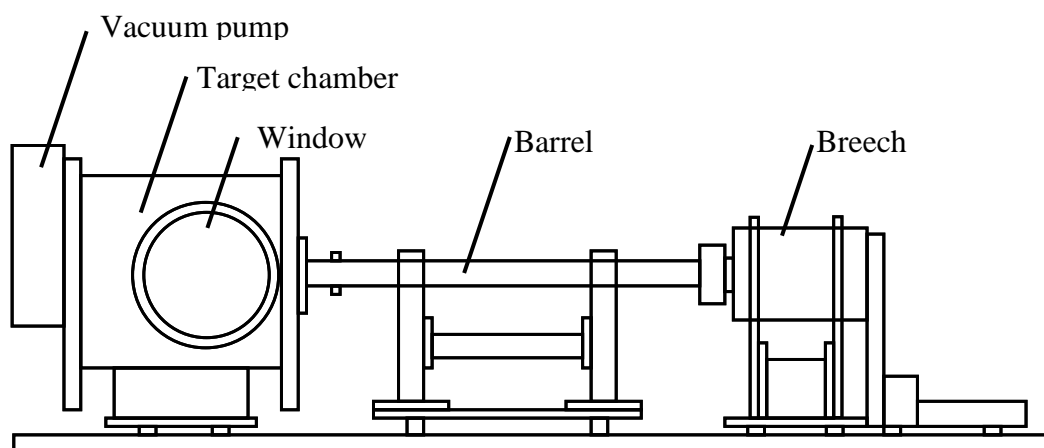 Vacuum pump
Target chamber
Window
Barrel
Breech